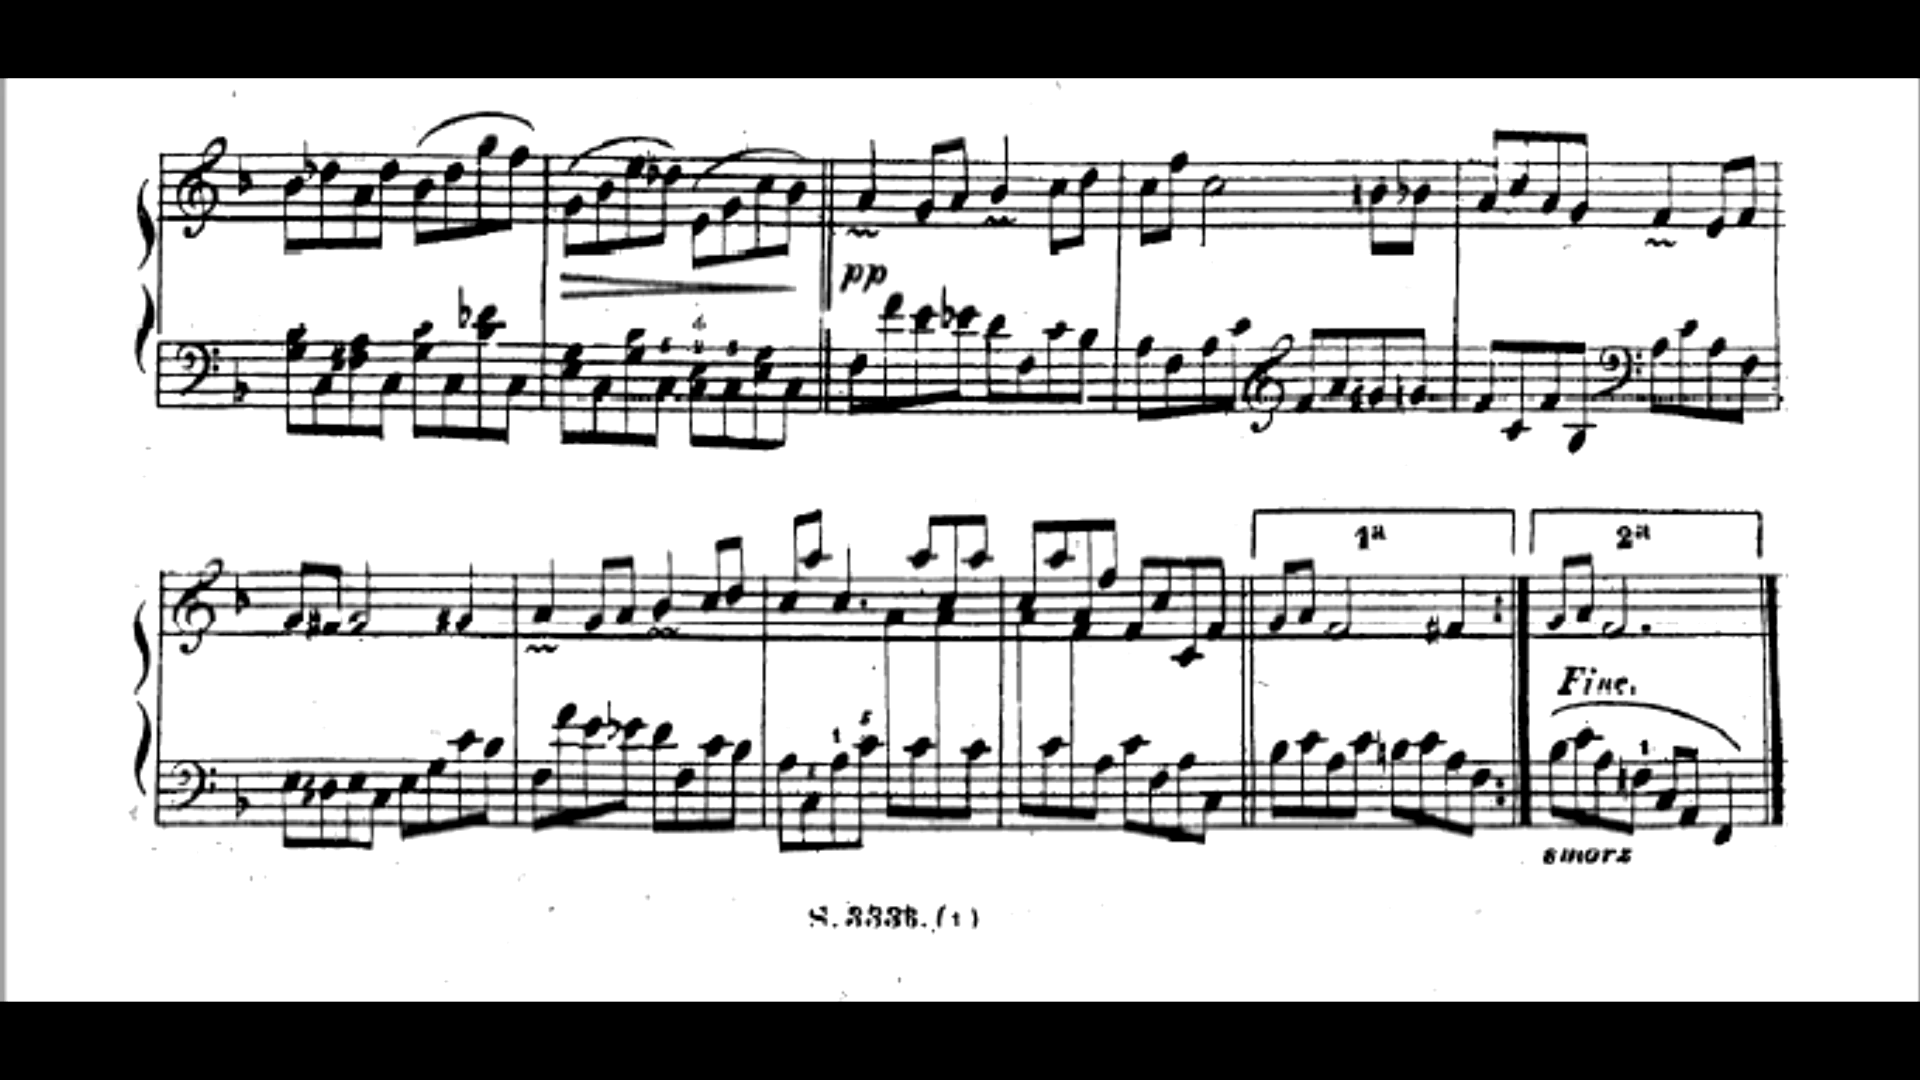 pp
1ª 2ª
Fine.
smorz
S. 3336. (1)